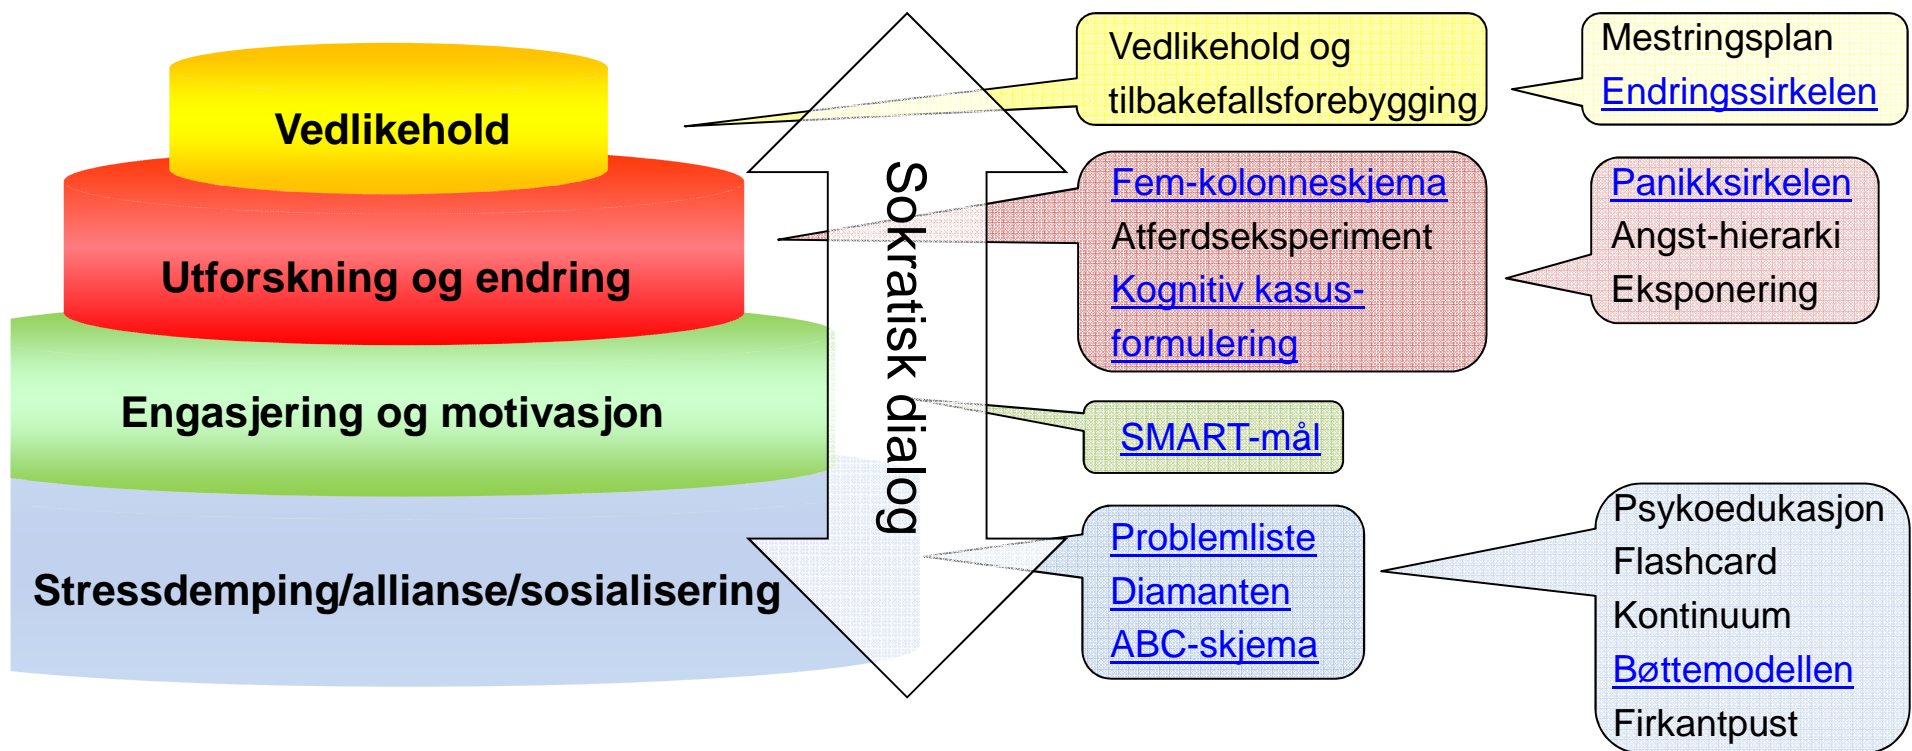 Vedlikehold
Utforskning og endring
Engasjering og motivasjon
Stressdemping/allianse/sosialisering
Sokratisk dialog
Vedlikehold og
tilbakefallsforebygging
Mestringsplan
Endringssirkelen
Fem-kolonneskjema
Atferdseksperiment
Kognitiv kasus-
formulering
Panikksirkelen
Angst-hierarki
Eksponering
SMART-mål
Problemliste
Diamanten
ABC-skjema
Psykoedukasjon
Flashcard
Kontinuum
Bøttemodellen
Firkantpust